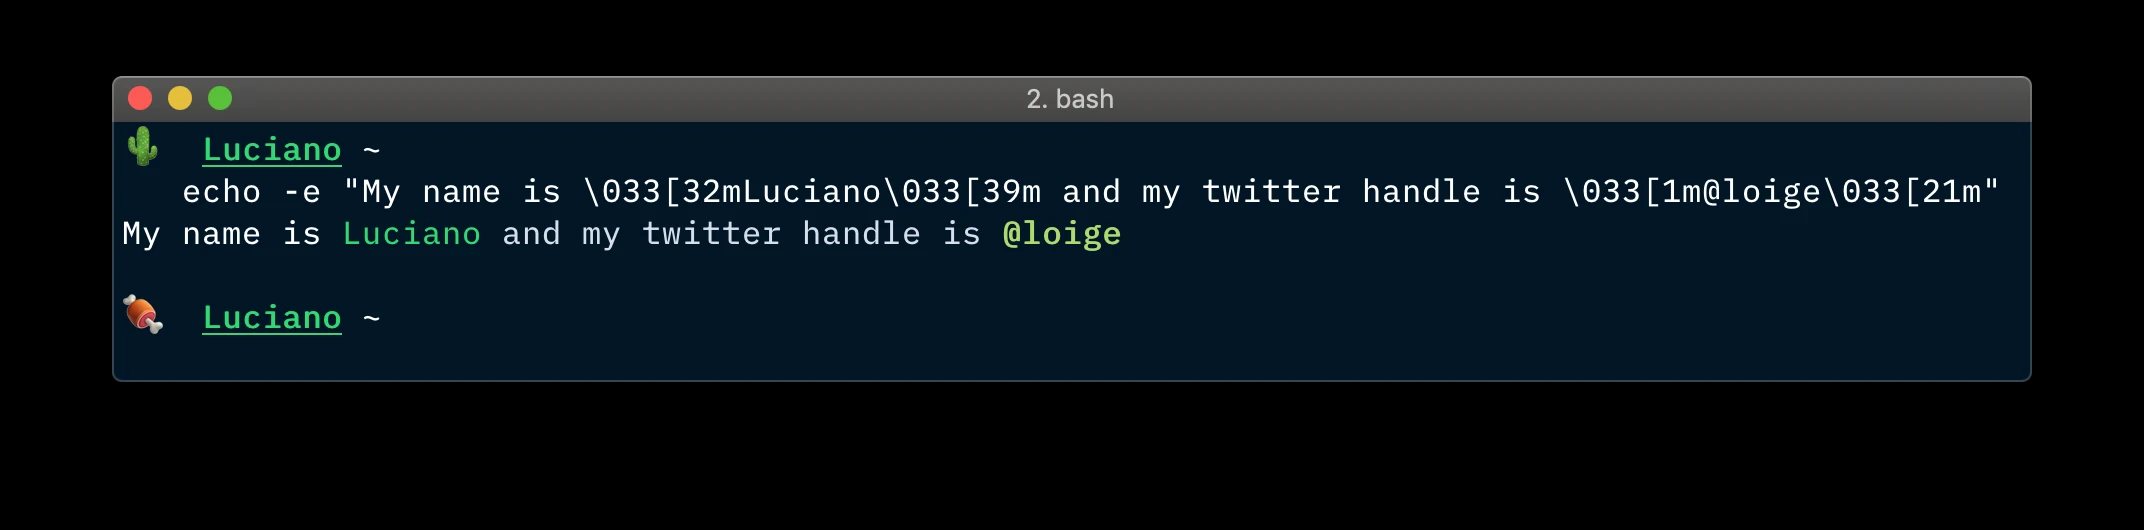 2. bash
🌵 Luciano ~
echo -e "My name is \033[32mLuciano\033[39m and my twitter handle is \033[1m@loige\033[21m"
My name is Luciano and my twitter handle is @loige
🍖 Luciano ~